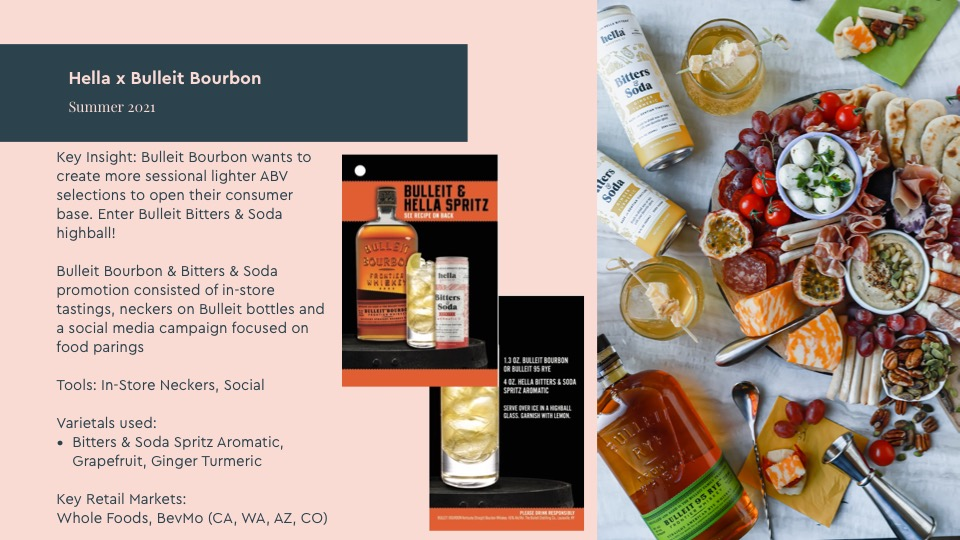 Hella x Bulleit Bourbon
Summer 2021
Key Insight: Bulleit Bourbon wants to
create more sessional lighter ABV
selections to open their consumer
base. Enter Bulleit Bitters & Soda
highball!
Bulleit Bourbon & Bitters & Soda
promotion consisted of in-store
tastings, neckers on Bulleit bottles and
a social media campaign focused on
food parings
Tools: In-Store Neckers, Social
Varietals used:
• Bitters & Soda Spritz Aromatic,
Grapefruit, Ginger Turmeric
Key Retail Markets:
Whole Foods, BevMo (CA, WA, AZ, CO)
BULLEIT &
HELLA SPRITZ
SEE RECIPE ON BACK
BULLEIT
BOURBON
FRONTIER
WHISKEY
hella
Bitters
&
Soda
1.3 OZ. BULLEIT BOURBON
OR BULLEIT 95 RYE
4 OZ. HELLA BITTERS & SODA
SPRITZ AROMATIC
SERVE OVER ICE IN A HIGHBALL
GLASS. GARNISH WITH LEMON.
PLEASE DRINK RESPONSIBLY
hella
Bitters
&
Soda
Bitters
&
Soda
BULLEIT
RYE
BULLEIT 95 RYE